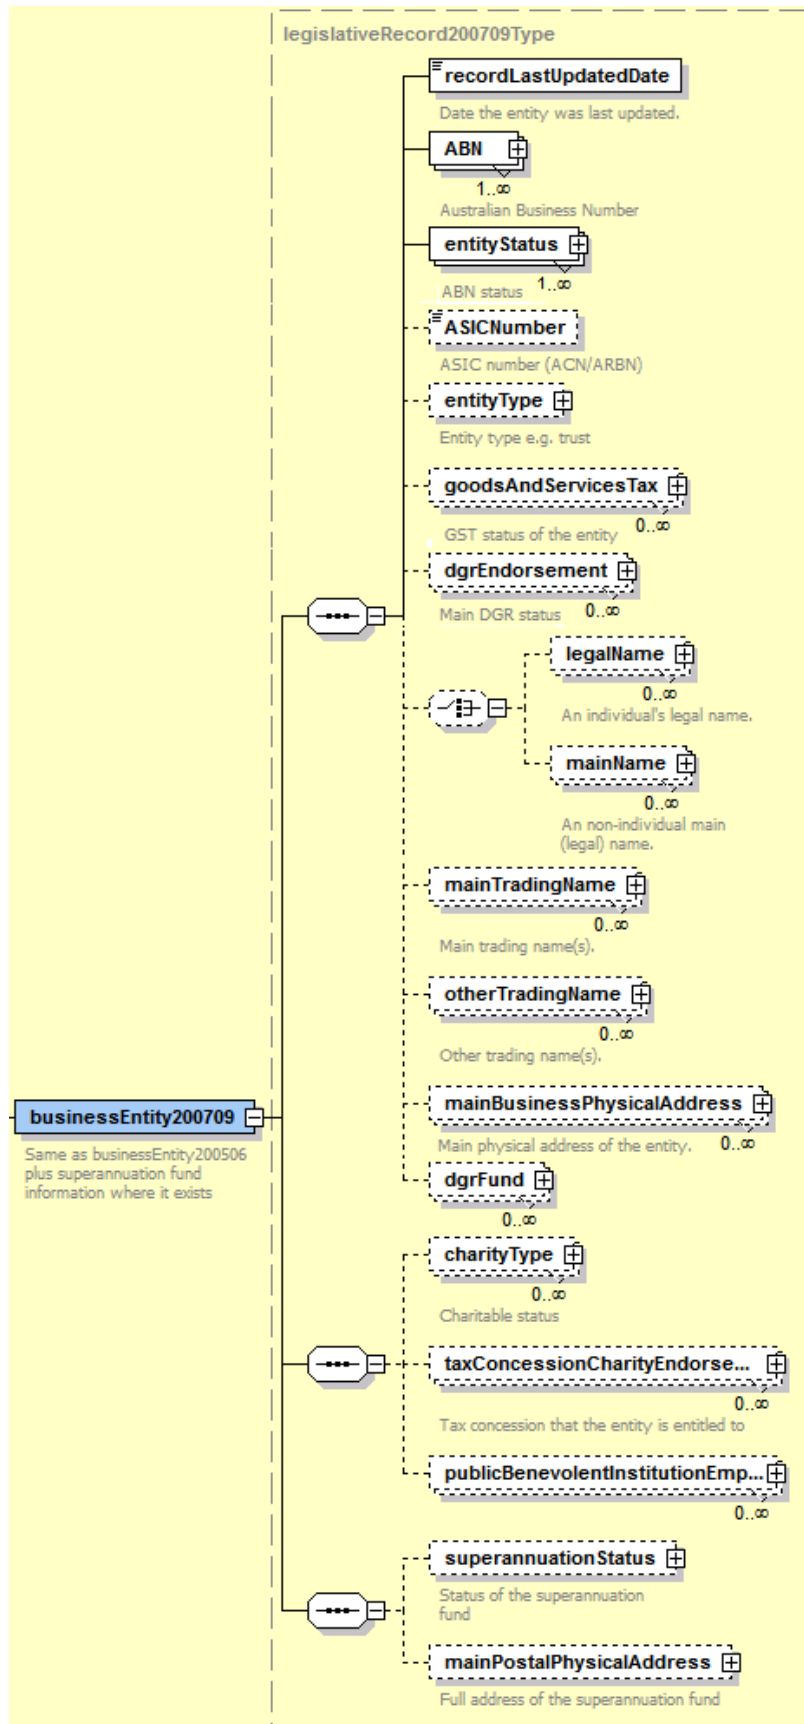 legislativeRecord200709Type
recordLastUpdatedDate
Date the entity was last updated.
ABN
1..∞
Australian Business Number
entityStatus
1..∞
ABN status
ASICNumber
ASIC number (ACN/ARBN)
entityType
Entity type e.g. trust
goodsAndServicesTax
0..∞
GST status of the entity
dgrEndorsement
0..∞
Main DGR status
legalName
0..∞
An individual's legal name.
mainName
0..∞
An non-individual main
(legal) name.
mainTradingName
0..∞
Main trading name(s).
otherTradingName
0..∞
Other trading name(s).
mainBusinessPhysicalAddress
0..∞
Main physical address of the entity.
businessEntity200709
Same as businessEntity200506
plus superannuation fund
information where it exists
dgrFund
0..∞
charityType
0..∞
Charitable status
taxConcessionCharityEndorse...
0..∞
Tax concession that the entity is entitled to
publicBenevolentInstitutionEmp...
0..∞
superannuationStatus
Status of the superannuation
fund
mainPostalPhysicalAddress
Full address of the superannuation fund